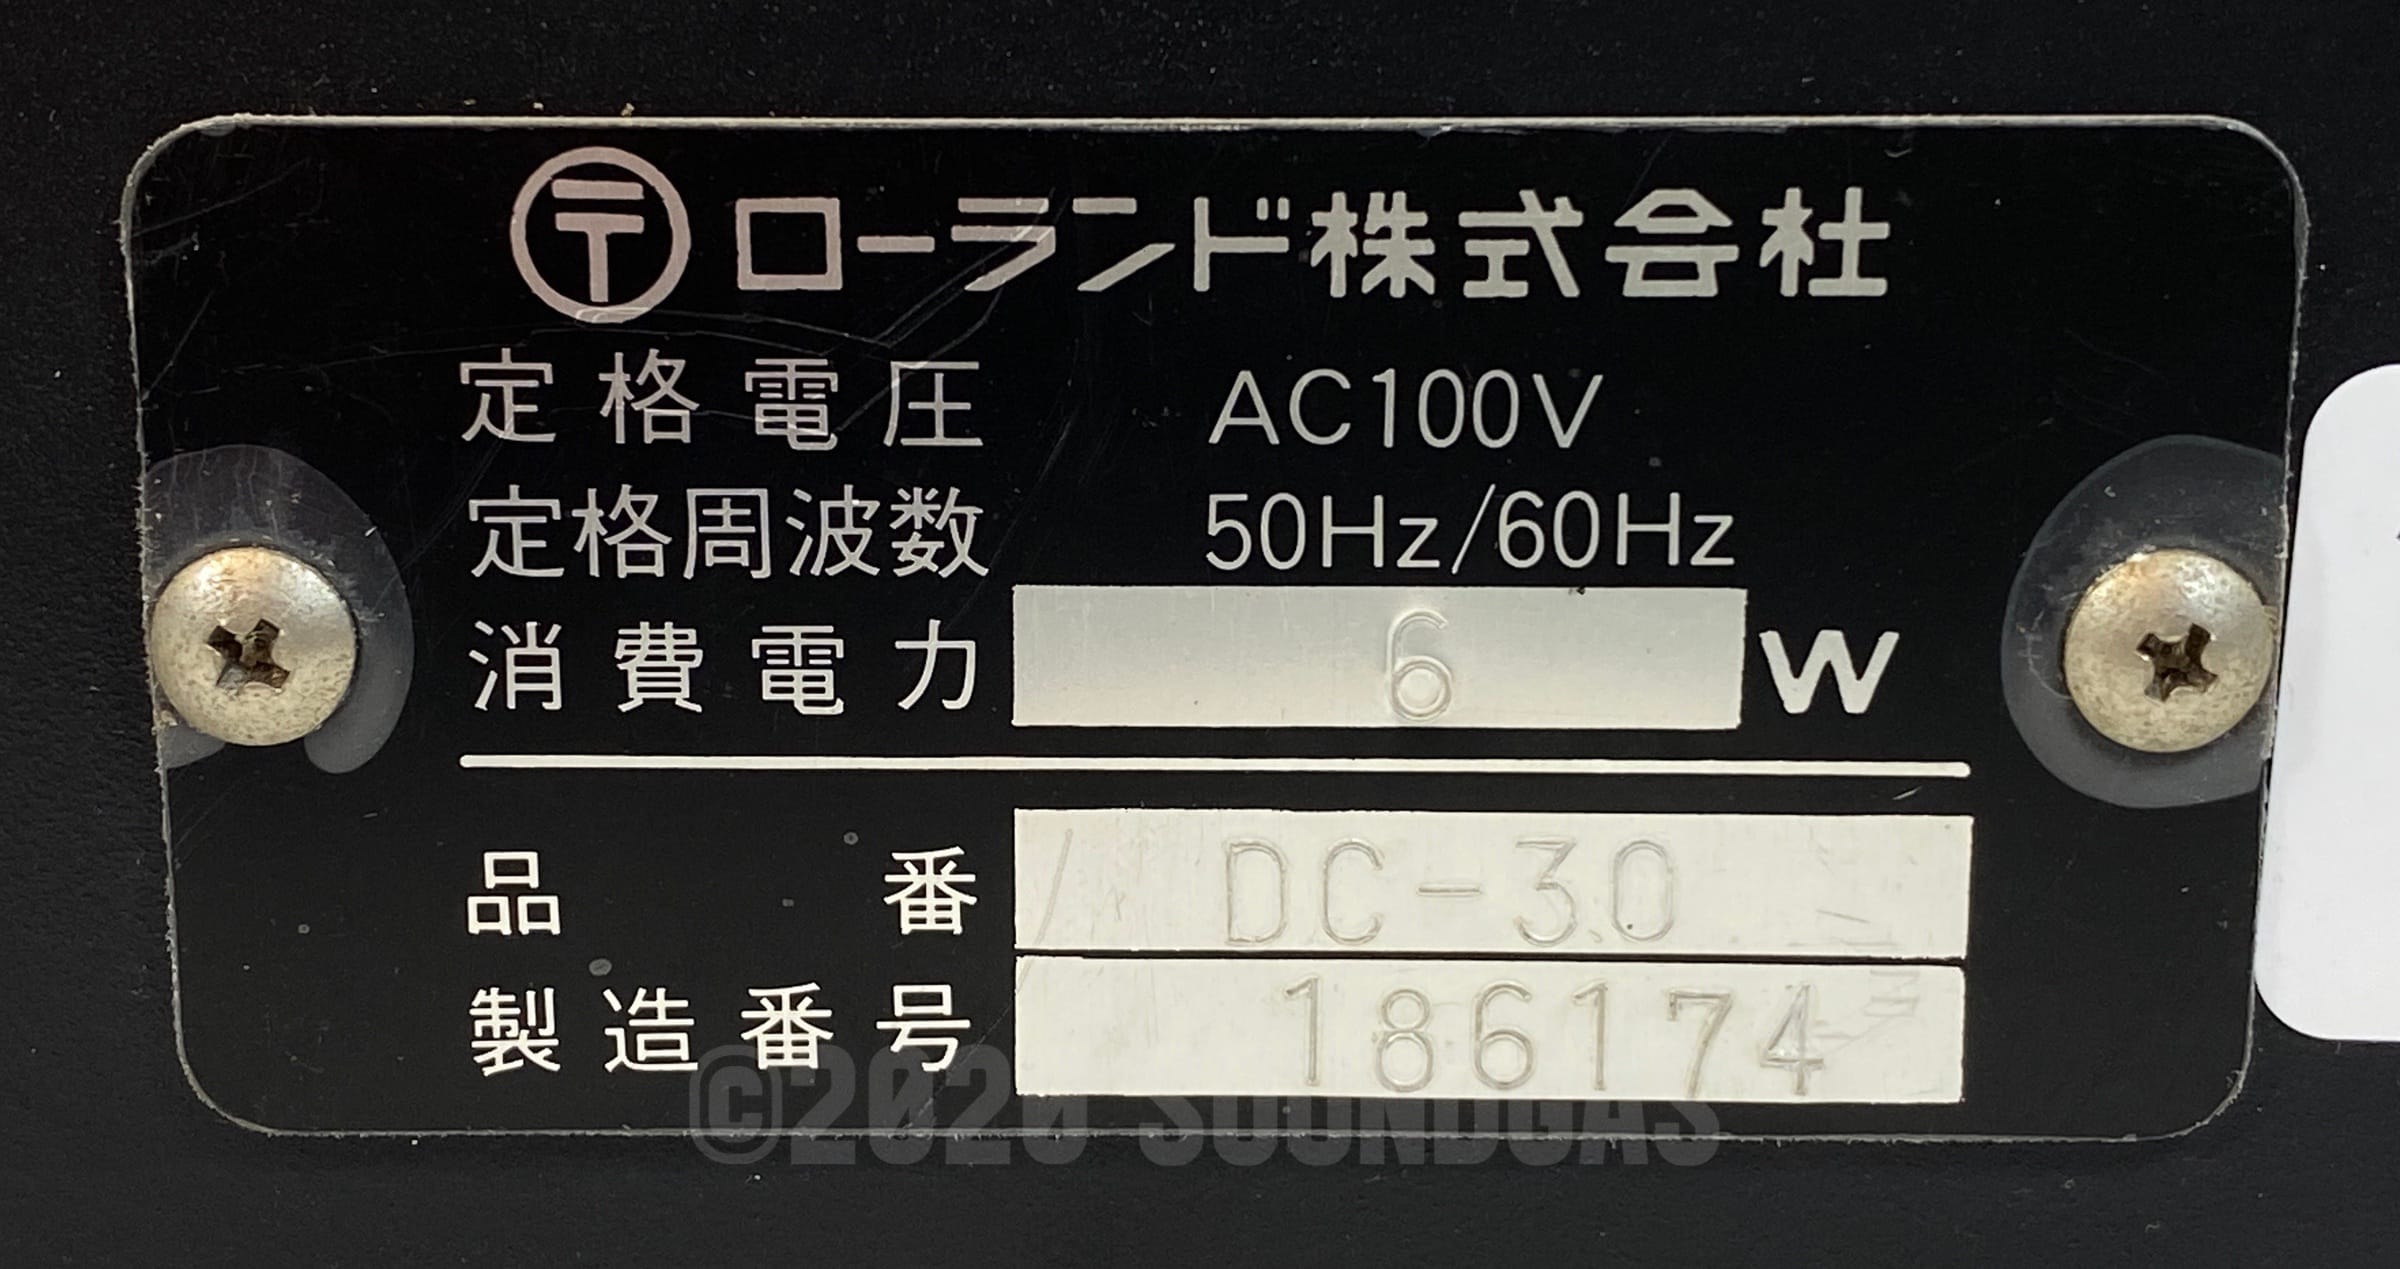 〒 ローランド株式会社
定格電圧 AC100V
定格周波数 50Hz/60Hz
消費電力 6 W
品番 DC-30
製造番号 186174
©2020 SOUNDGAS